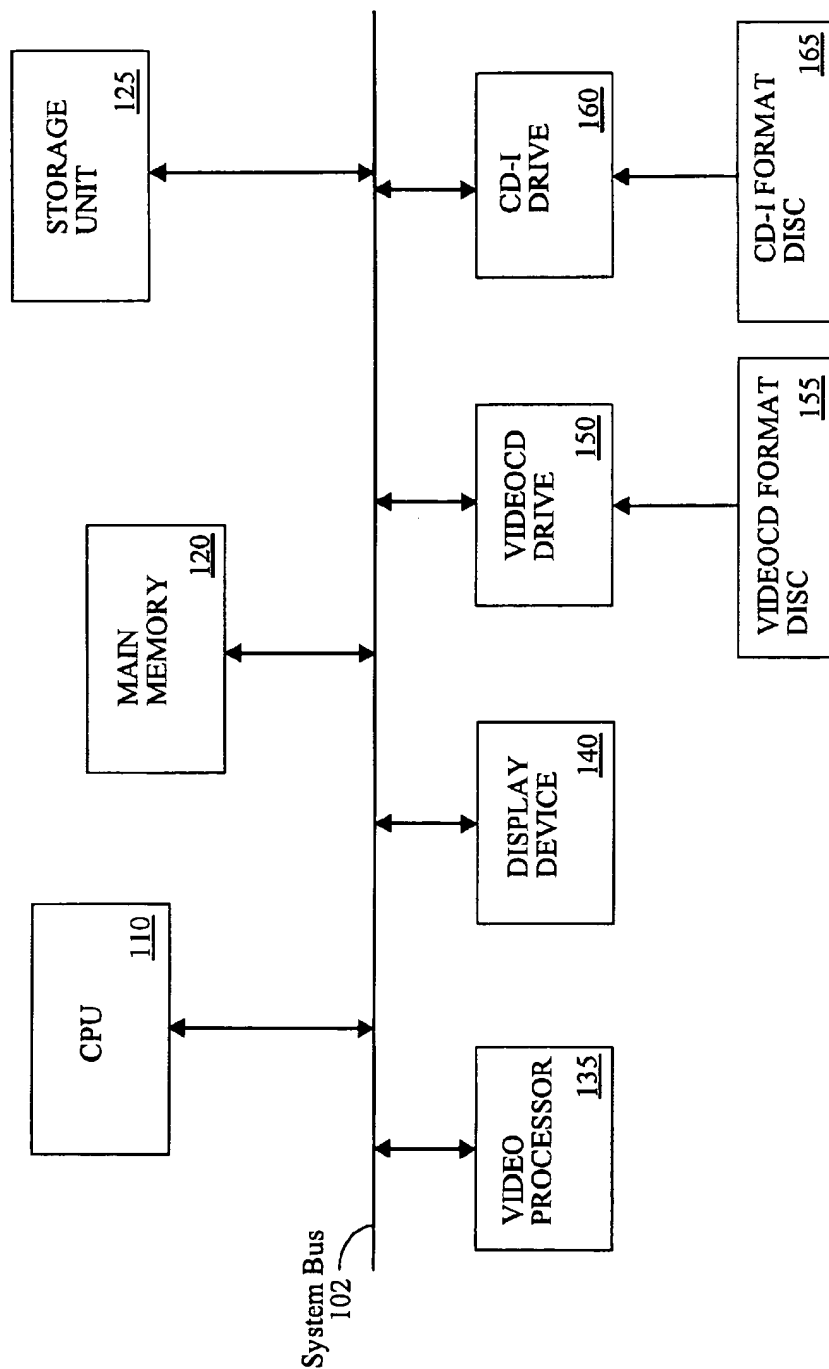 STORAGE
UNIT
125
MAIN
MEMORY
120
CPU
110
System Bus
102
CD-I
DRIVE
160
CD-I FORMAT
DISC
165
VIDEOCD
DRIVE
150
VIDEOCD FORMAT
DISC
155
DISPLAY
DEVICE
140
VIDEO
PROCESSOR
135